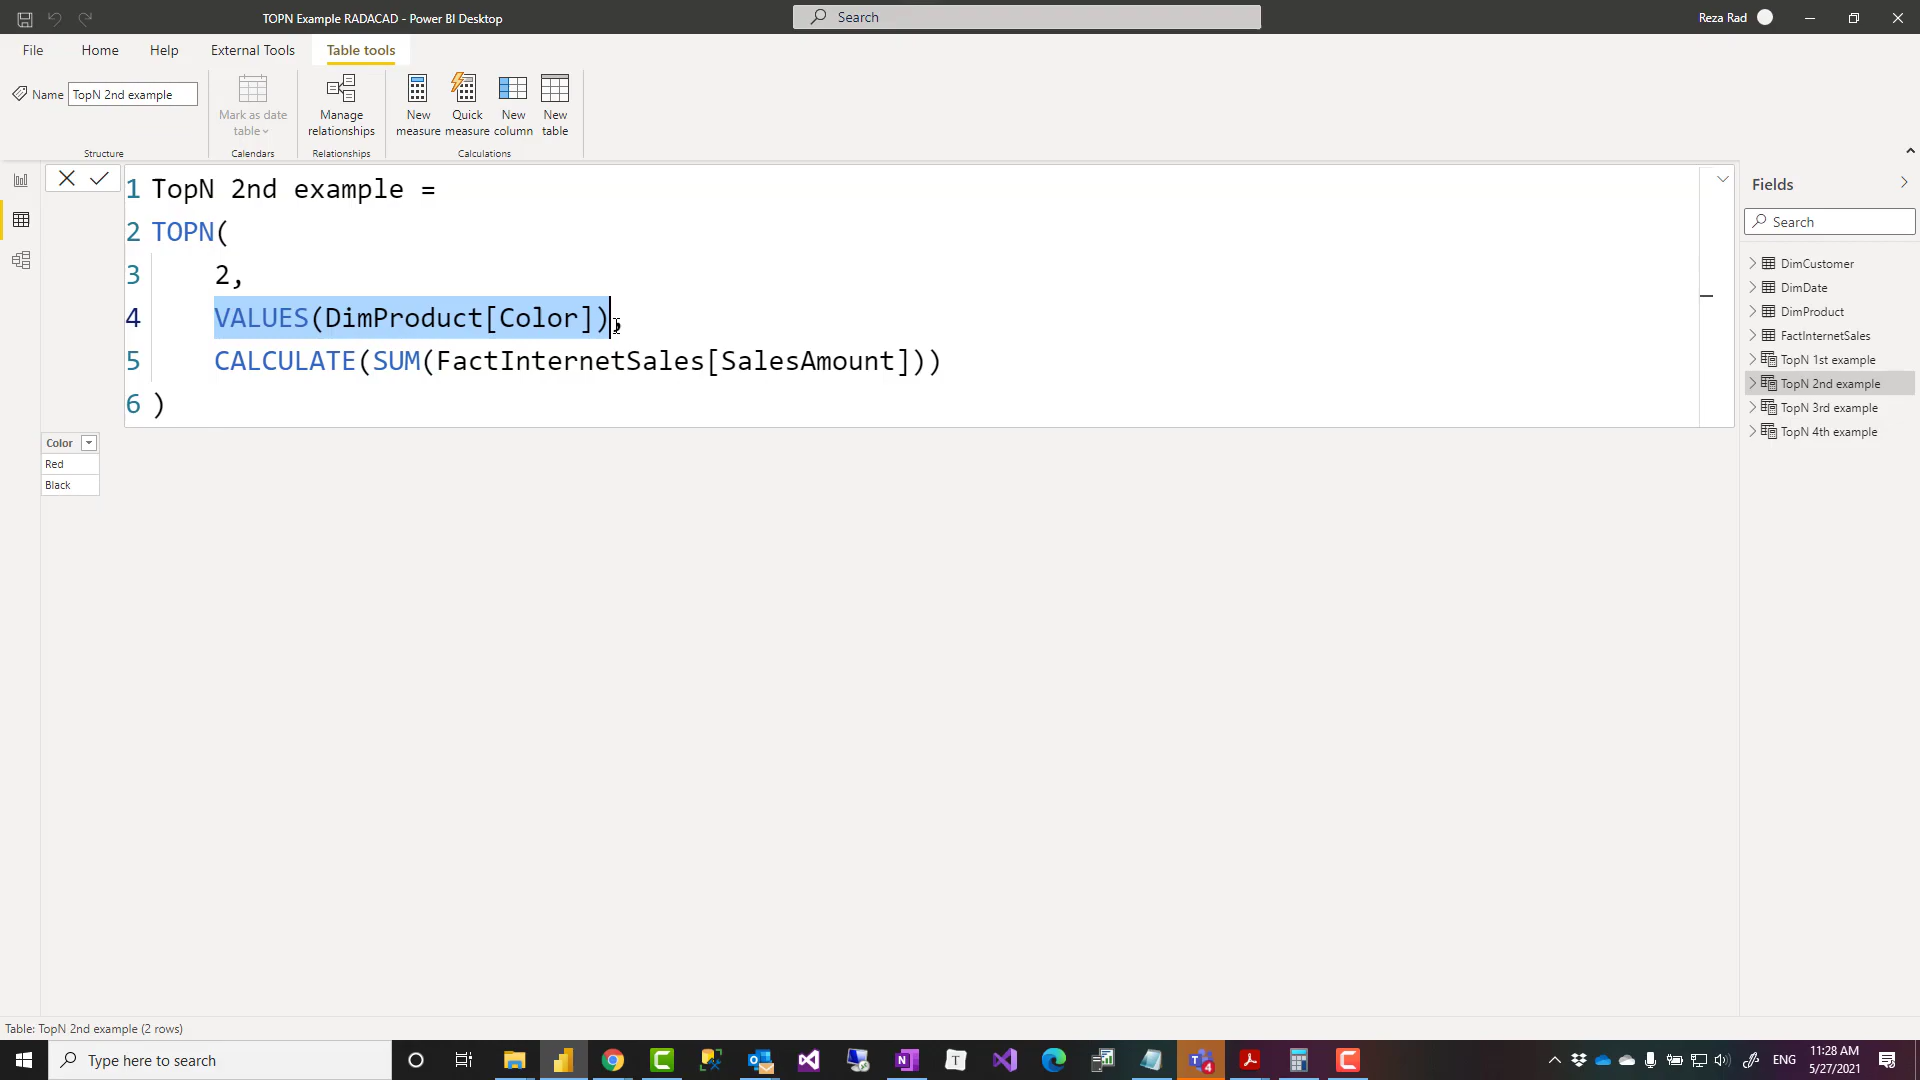 TOPN Example RADACAD - Power BI Desktop
Search
Reza Rad
File
Home
Help
External Tools
Table tools
Name
TopN 2nd example
Mark as date
table
Manage
relationships
New
measure
Quick
measure
New
column
New
table
Structure
Calendars
Relationships
Calculations
1 TopN 2nd example =
2 TOPN(
3 2,
4 VALUES(DimProduct[Color]),
5 CALCULATE(SUM(FactInternetSales[SalesAmount]))
6 )
Color
Red
Black
Fields
Search
DimCustomer
DimDate
DimProduct
FactInternetSales
TopN 1st example
TopN 2nd example
TopN 3rd example
TopN 4th example
Table: TopN 2nd example (2 rows)
Type here to search
N
T
4
ENG
11:28 AM
5/27/2021